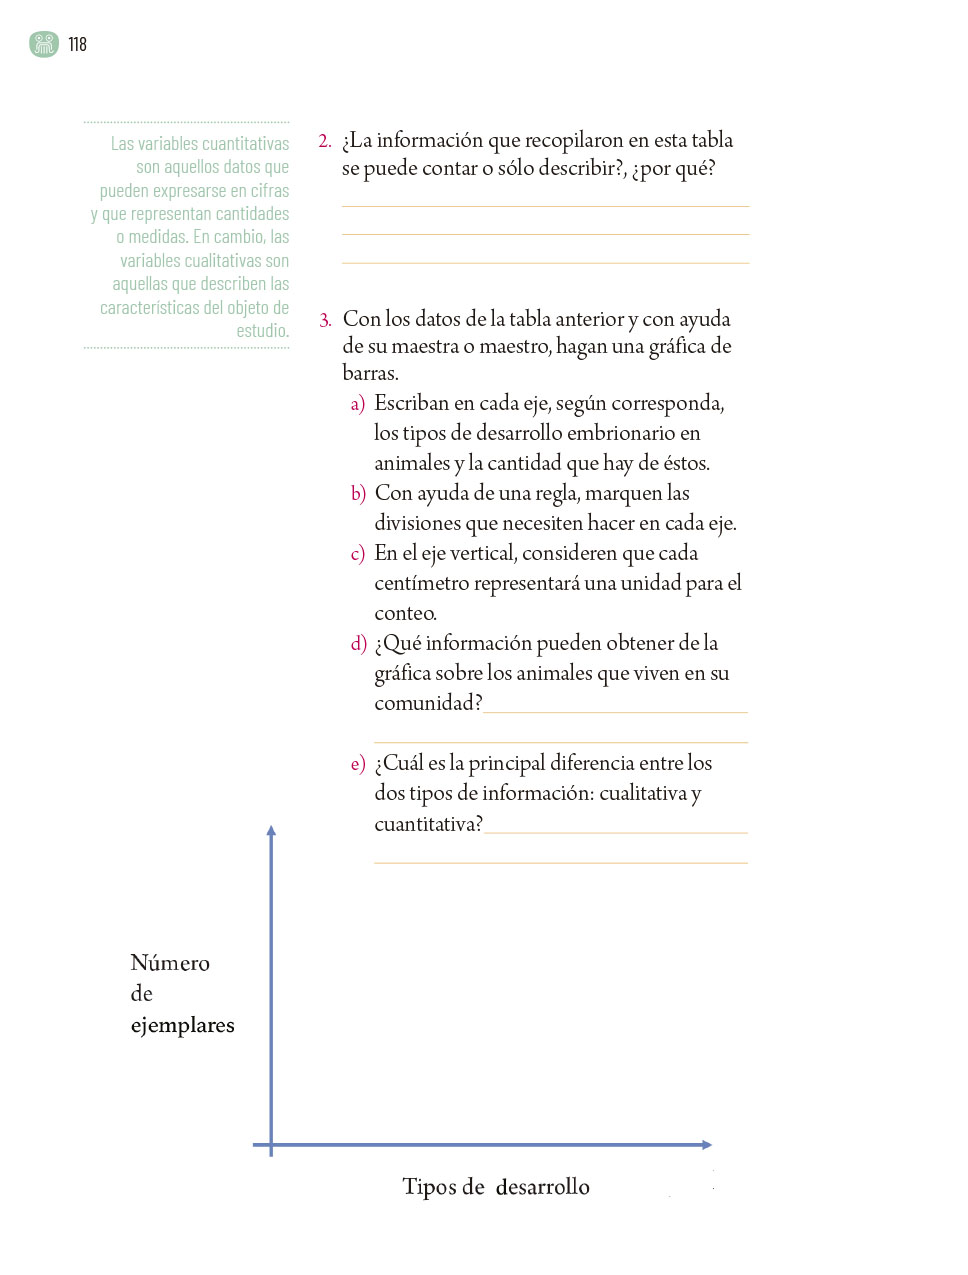 118
Las variables cuantitativas
son aquellos datos que
pueden expresarse en cifras
y que representan cantidades
o medidas. En cambio, las
variables cualitativas son
aquellas que describen las
características del objeto de
estudio.
2. ¿La información que recopilaron en esta tabla
se puede contar o sólo describir?, ¿por qué?
3. Con los datos de la tabla anterior y con ayuda
de su maestra o maestro, hagan una gráfica de
barras.
a) Escriban en cada eje, según corresponda,
los tipos de desarrollo embrionario en
animales y la cantidad que hay de éstos.
b) Con ayuda de una regla, marquen las
divisiones que necesiten hacer en cada eje.
c) En el eje vertical, consideren que cada
centímetro representará una unidad para el
conteo.
d) ¿Qué información pueden obtener de la
gráfica sobre los animales que viven en su
comunidad?
e) ¿Cuál es la principal diferencia entre los
dos tipos de información: cualitativa y
cuantitativa?
Número
de
ejemplares
Tipos de desarrollo